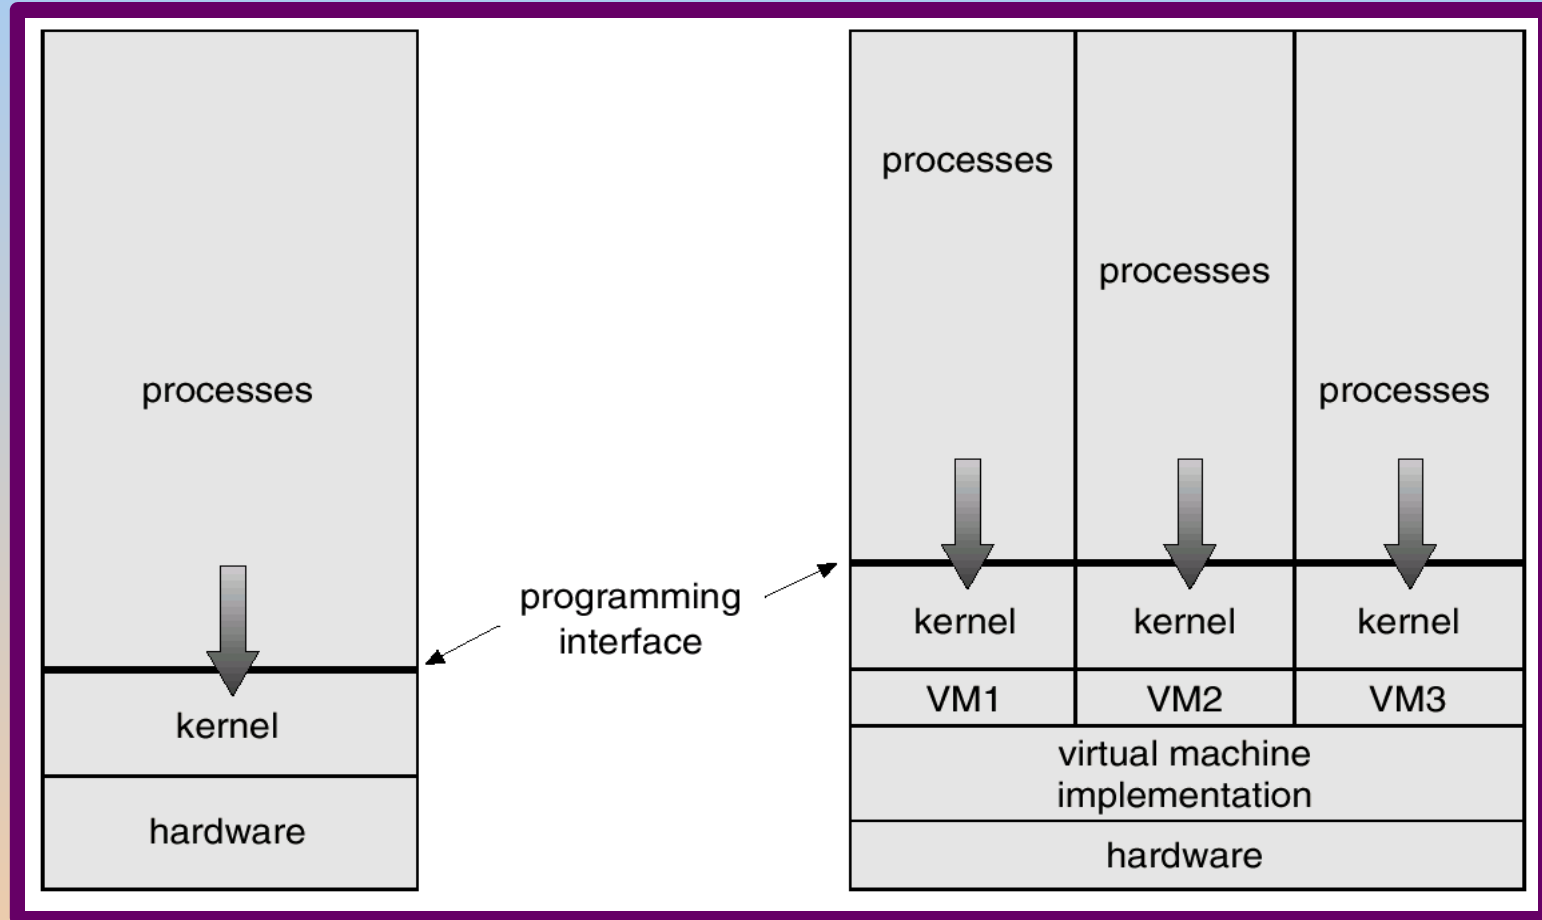 processes
kernel
hardware
programming
interface
processes
processes
processes
kernel
kernel
kernel
VM1
VM2
VM3
virtual machine
implementation
hardware